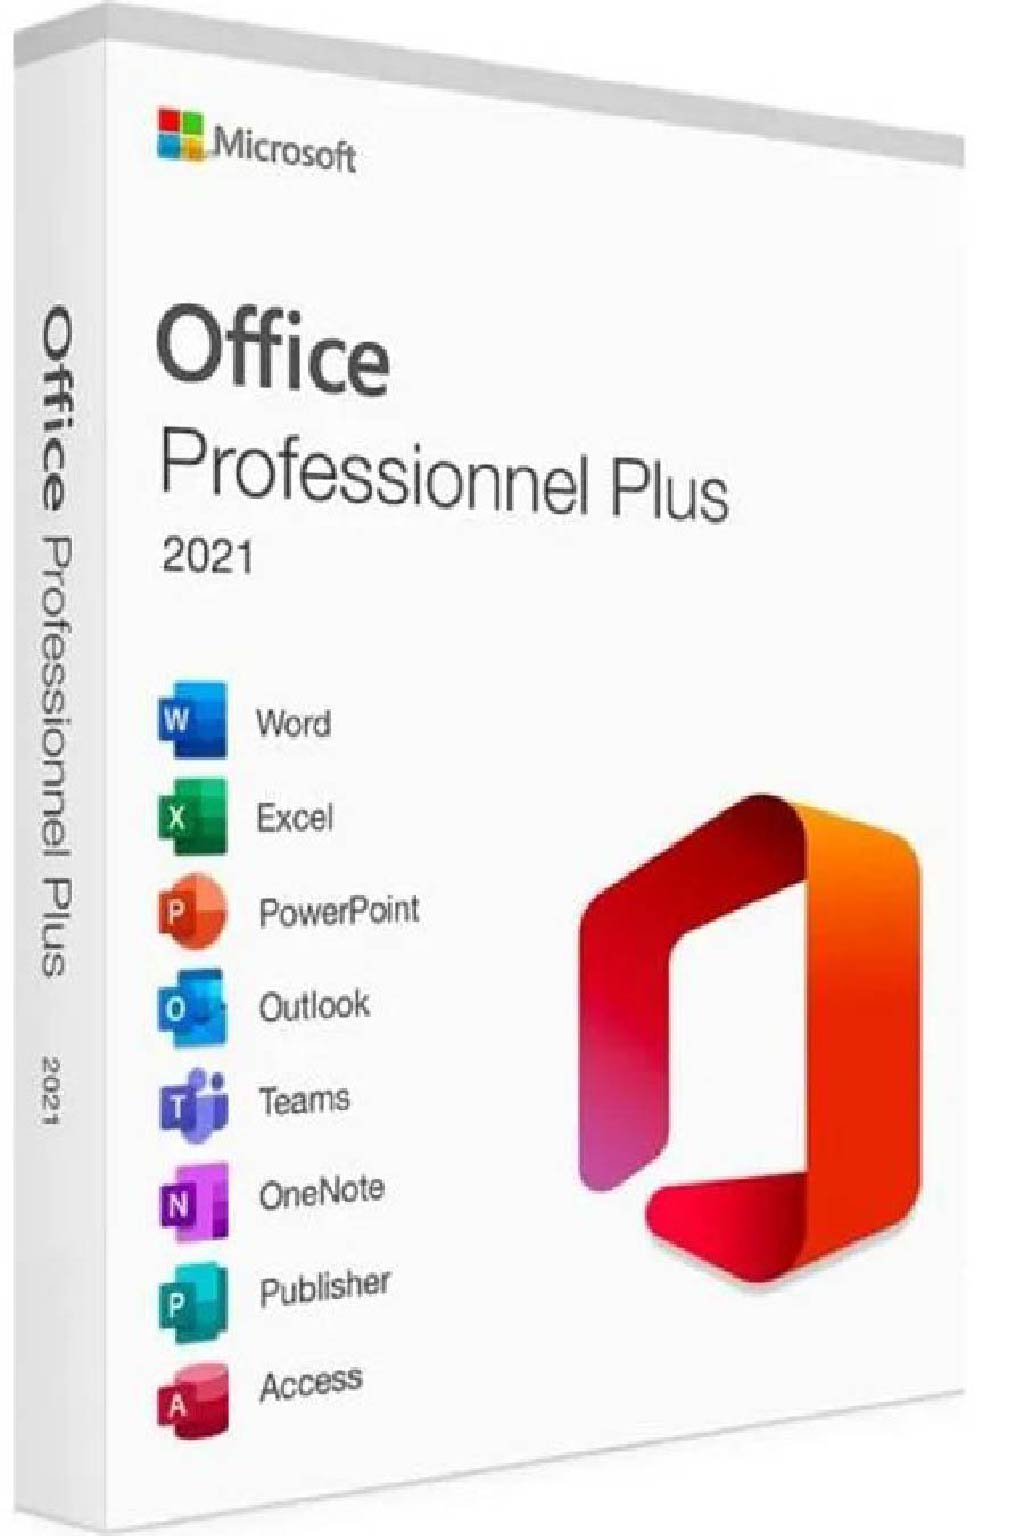 Microsoft
Office
Professionnel Plus
2021
W Word
X Excel
P PowerPoint
O Outlook
T Teams
N OneNote
P Publisher
A Access
Office Professionnel Plus 2021